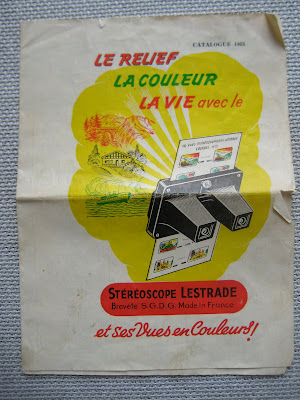 CATALOGUE 1955
LE RELIEF
LA COULEUR
LA VIE avec le
STÉRÉOSCOPE LESTRADE
Breveté S.G.D.G. Made in France
et ses Vues en Couleurs!